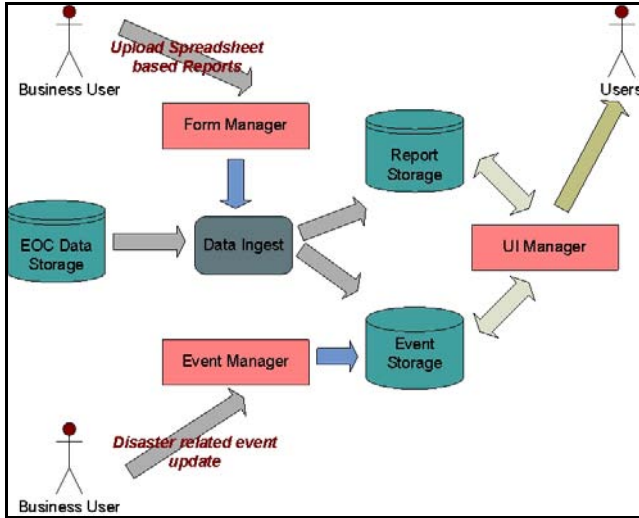 Upload Spreadsheet
based Reports
Business User
Users
Form Manager
Report
Storage
EOC Data
Storage
Data Ingest
UI Manager
Event Manager
Event
Storage
Disaster related event
update
Business User